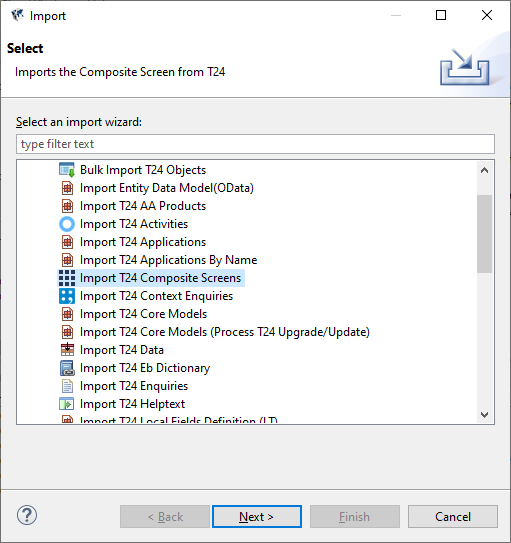 Import
Select
Imports the Composite Screen from T24
Select an import wizard:
type filter text
Bulk Import T24 Objects
Import Entity Data Model(OData)
Import T24 AA Products
Import T24 Activities
Import T24 Applications
Import T24 Applications By Name
Import T24 Composite Screens
Import T24 Context Enquiries
Import T24 Core Models
Import T24 Core Models (Process T24 Upgrade/Update)
Import T24 Data
Import T24 Eb Dictionary
Import T24 Enquiries
Import T24 Helptext
Import T24 Local Fields Definition (LT)
?
< Back
Next >
Finish
Cancel